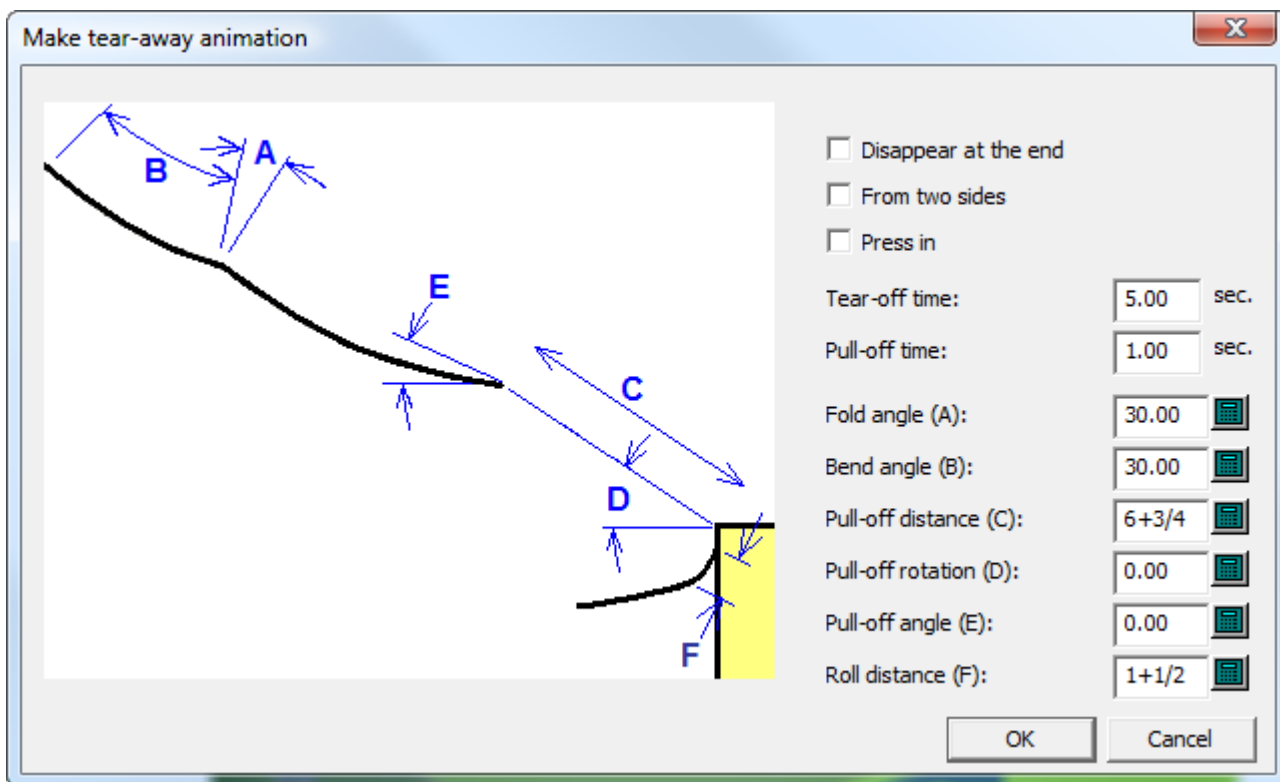 Make tear-away animation
A
B
E
C
D
F
Disappear at the end
From two sides
Press in
Tear-off time: 5.00 sec.
Pull-off time: 1.00 sec.
Fold angle (A): 30.00
Bend angle (B): 30.00
Pull-off distance (C): 6+3/4
Pull-off rotation (D): 0.00
Pull-off angle (E): 0.00
Roll distance (F): 1+1/2
OK Cancel